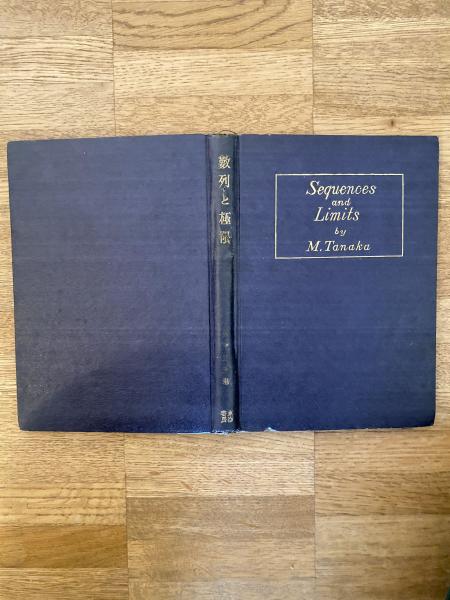 数列と極限
Sequences
and
Limits
by
M. Tanaka